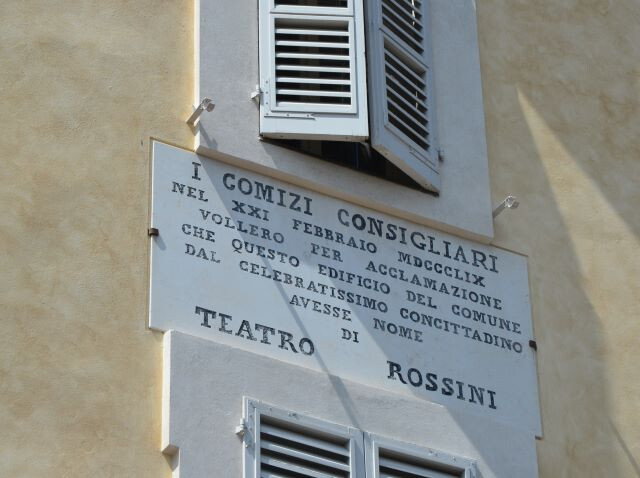 I COMIZI CONSIGLIARI
NEL XXI FEBBRAIO MDCCCLIX
VOLLERO PER ACCLAMAZIONE
CHE QUESTO EDIFICIO DEL COMUNE
DAL CELEBRATISSIMO CONCITTADINO
AVESSE NOME
TEATRO DI ROSSINI